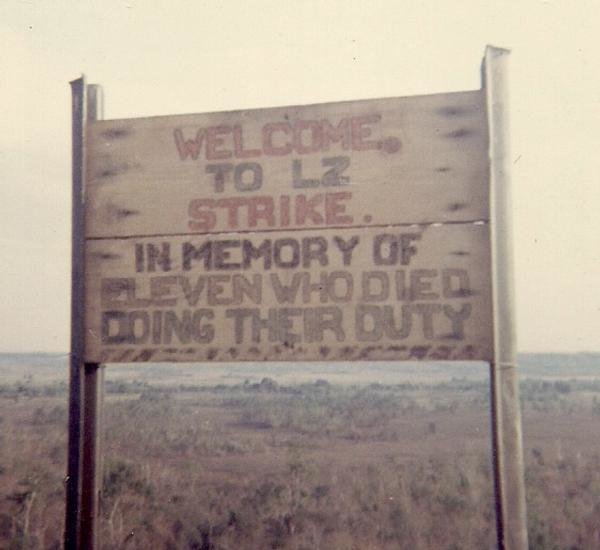 WELCOME.
TO LZ
STRIKE.
IN MEMORY OF
ELEVEN WHO DIED
DOING THEIR DUTY